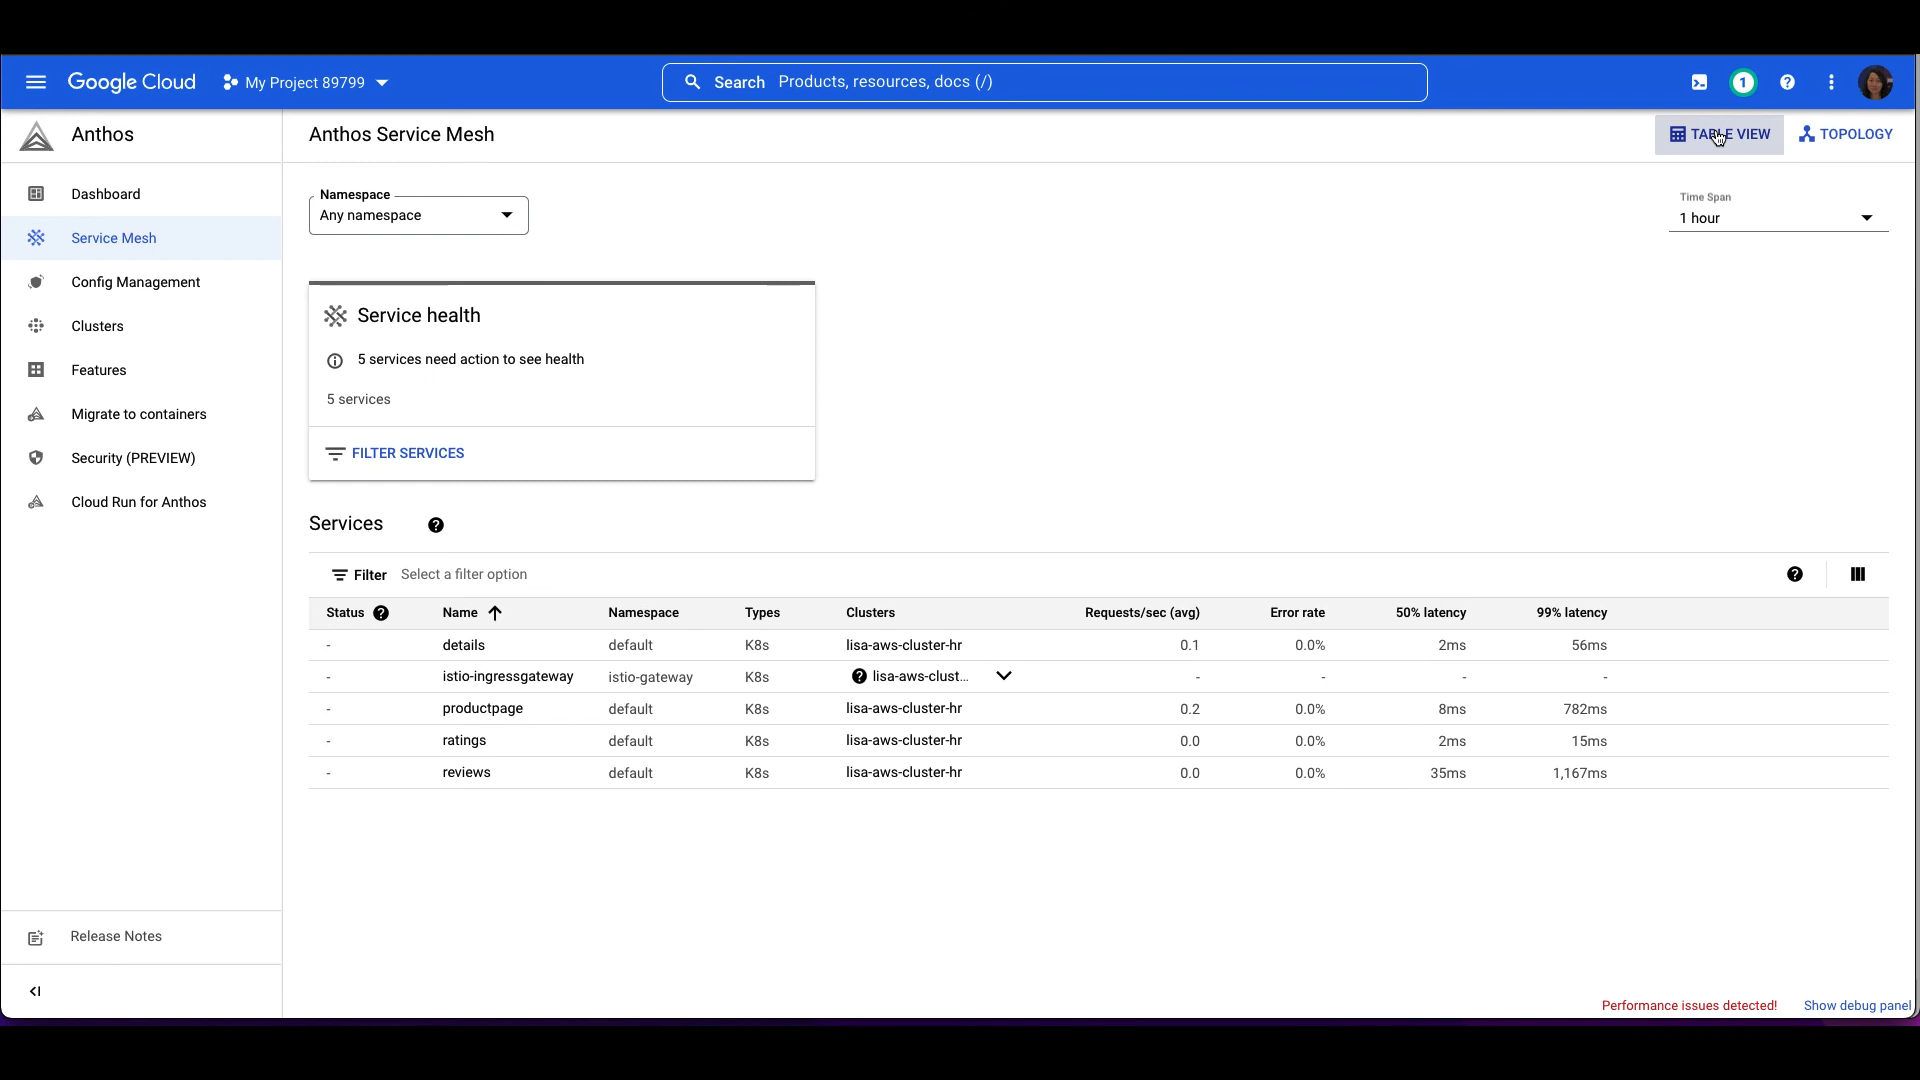 Google Cloud My Project 89799 Search Products, resources, docs (/) 1
Anthos
Anthos Service Mesh
TABLE VIEW
TOPOLOGY
Dashboard
Service Mesh
Config Management
Clusters
Features
Migrate to containers
Security (PREVIEW)
Cloud Run for Anthos
Release Notes
Namespace
Any namespace
Time Span
1 hour
Service health
5 services need action to see health
5 services
FILTER SERVICES
Services
Filter Select a filter option
Status Name Namespace Types Clusters Requests/sec (avg) Error rate 50% latency 99% latency
- details default K8s lisa-aws-cluster-hr 0.1 0.0% 2ms 56ms
- istio-ingressgateway istio-gateway K8s lisa-aws-clust... - - - -
- productpage default K8s lisa-aws-cluster-hr 0.2 0.0% 8ms 782ms
- ratings default K8s lisa-aws-cluster-hr 0.0 0.0% 2ms 15ms
- reviews default K8s lisa-aws-cluster-hr 0.0 0.0% 35ms 1,167ms
Performance issues detected! Show debug panel